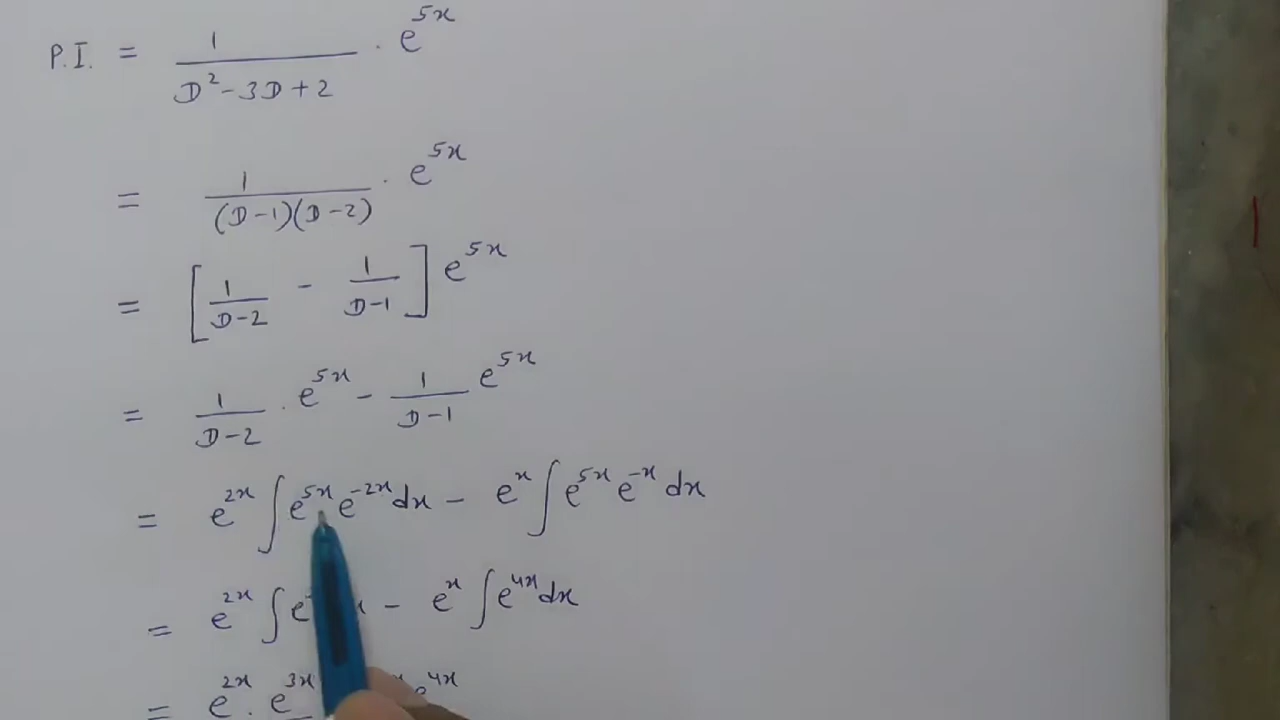 P.I. = 1/(D² - 3D + 2) · e^5x
= 1/((D-1)(D-2)) · e^5x
= [1/(D-2) - 1/(D-1)] e^5x
= 1/(D-2) · e^5x - 1/(D-1) e^5x
= e^2x ∫ e^5x e^-2x dx - e^x ∫ e^5x e^-x dx
= e^2x ∫ e - e^x ∫ e^4x dx
= e^2x · e^3x e^4x